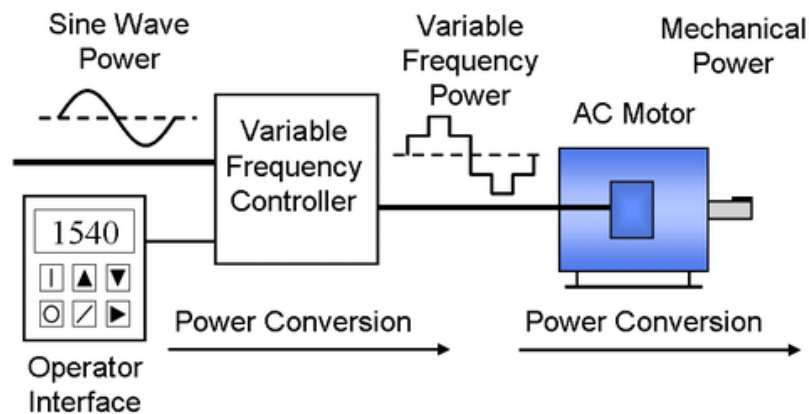 Sine Wave
Power
Variable
Frequency
Power
Mechanical
Power
AC Motor
Variable
Frequency
Controller
1540
Power Conversion
Power Conversion
Operator
Interface